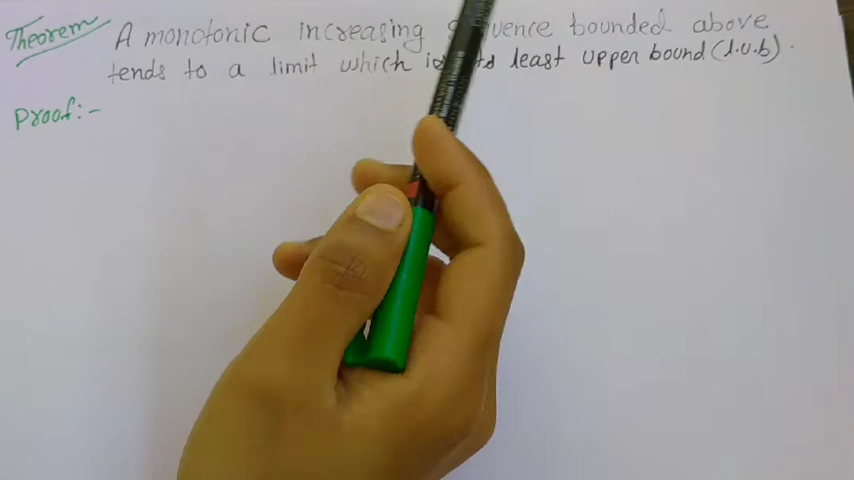 Theorem A monotonic increasing bounded above
tends to a limit which least upper bound (l.u.b).
Proof:-